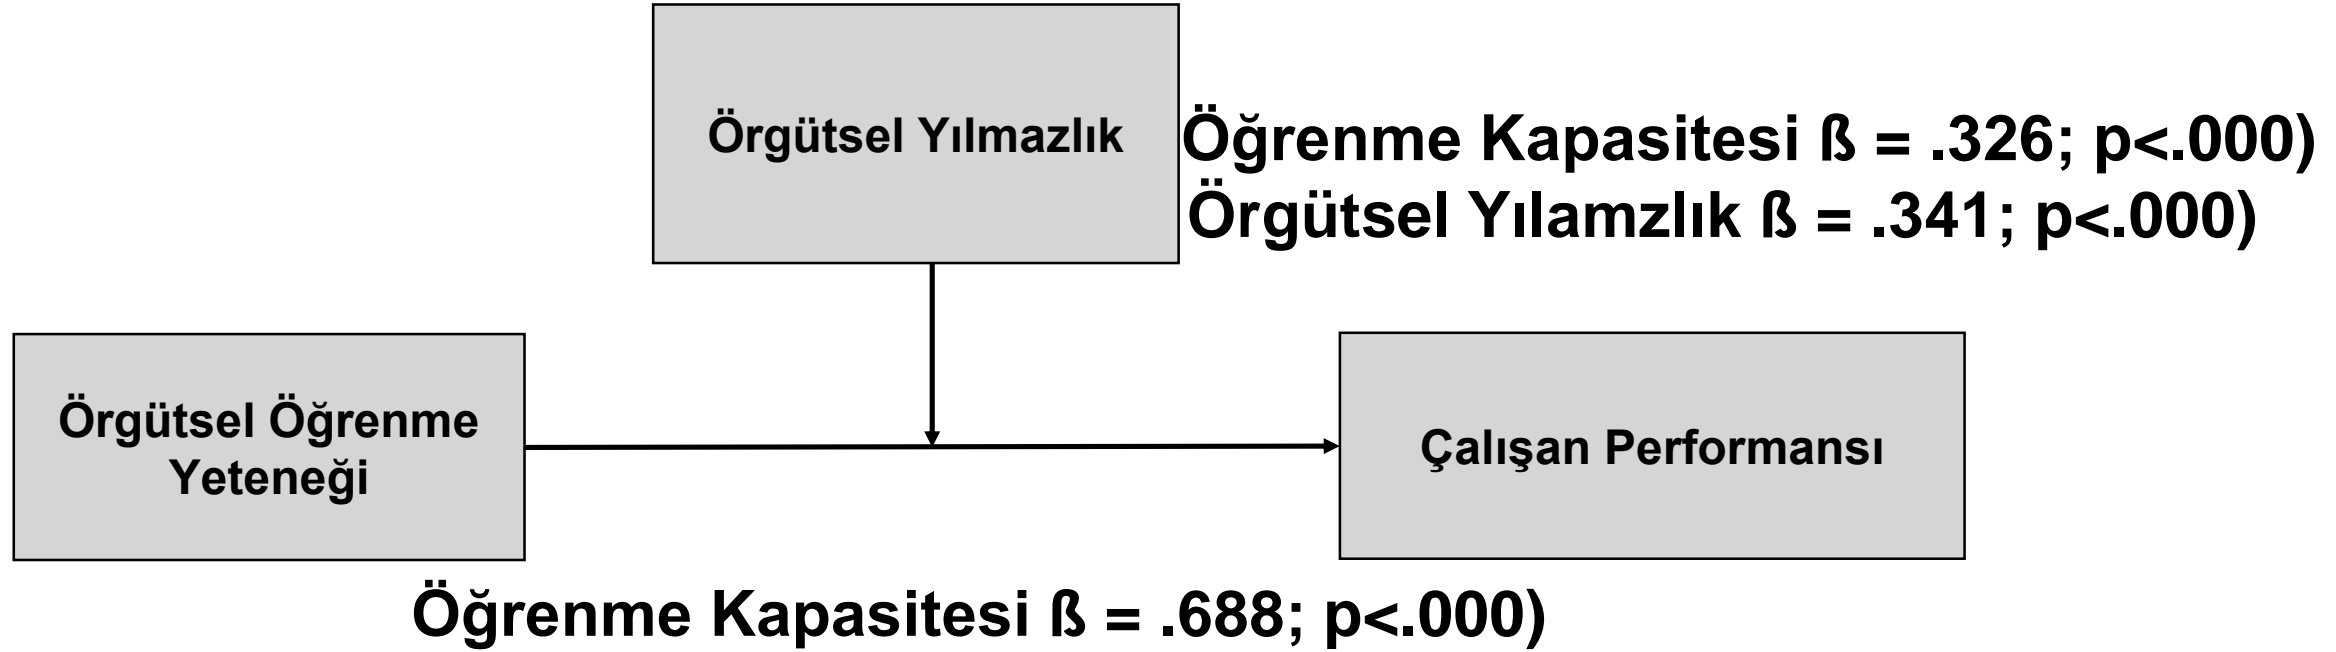 Örgütsel Yılmazlık
Öğrenme Kapasitesi ß = .326; p<.000)
Örgütsel Yılamzlık ß = .341; p<.000)
Örgütsel Öğrenme
Yeteneği
Çalışan Performansı
Öğrenme Kapasitesi ß = .688; p<.000)